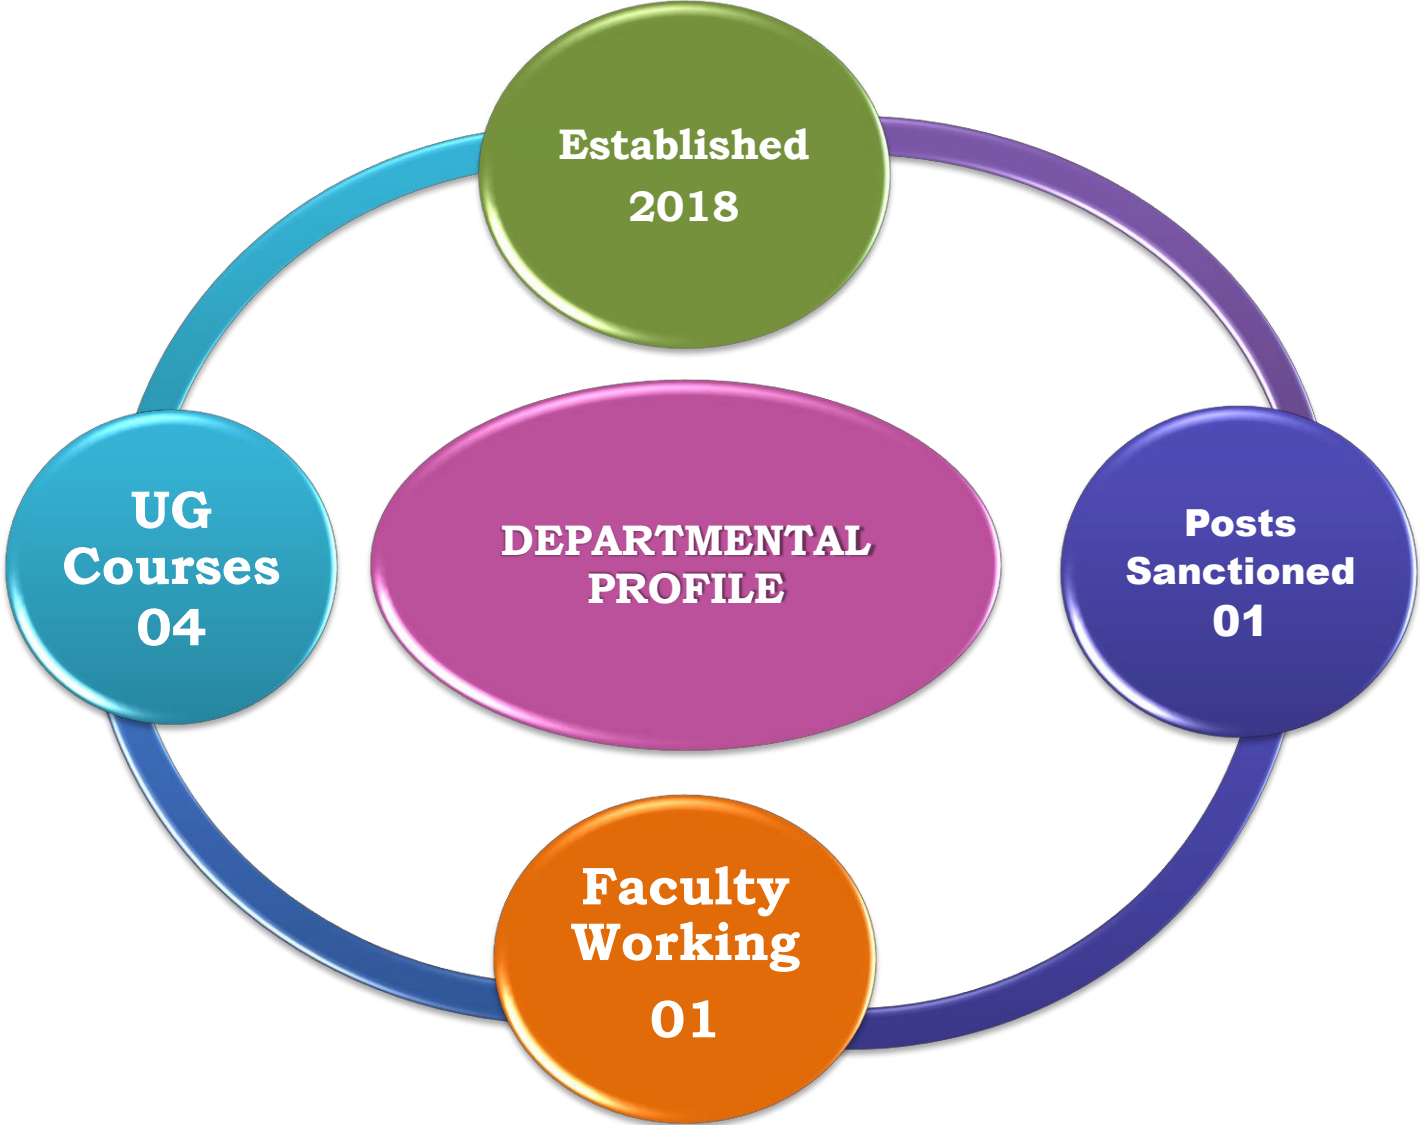 Established
2018
UG
Courses
04
DEPARTMENTAL
PROFILE
Posts
Sanctioned
01
Faculty
Working
01